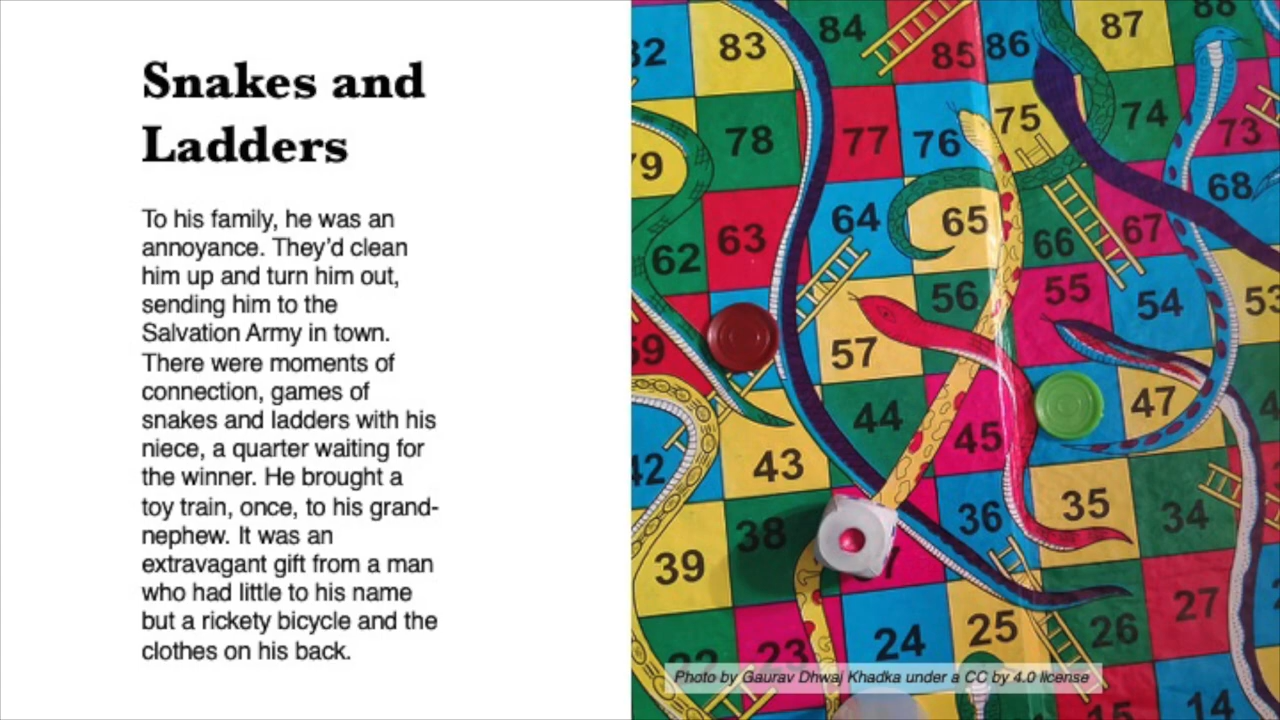 Snakes and
Ladders
To his family, he was an
annoyance. They’d clean
him up and turn him out,
sending him to the
Salvation Army in town.
There were moments of
connection, games of
snakes and ladders with his
niece, a quarter waiting for
the winner. He brought a
toy train, once, to his grand-
nephew. It was an
extravagant gift from a man
who had little to his name
but a rickety bicycle and the
clothes on his back.
83 84 85 86 87 88
78 77 76 75 74 73
62 63 64 65 66 67 68
57 56 55 54
43 44 45 47
39 38 36 35 34
23 24 25 26 27
15 14
Photo by Gaurav Dhwaj Khadka under a CC by 4.0 license